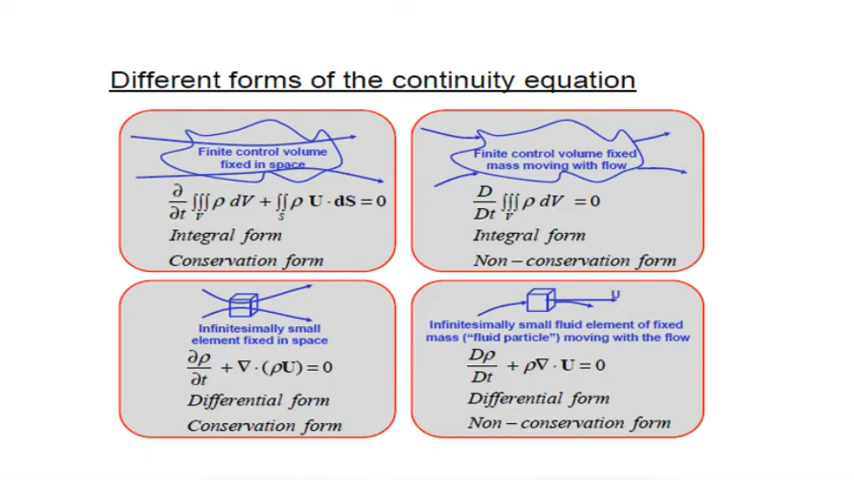 Different forms of the continuity equation
Finite control volume
fixed in space
∂/∂t ∭_V ρ dV + ∬_S ρ U · dS = 0
Integral form
Conservation form
Finite control volume fixed
mass moving with flow
D/Dt ∭_V ρ dV = 0
Integral form
Non – conservation form
Infinitesimally small
element fixed in space
∂ρ/∂t + ∇ · (ρU) = 0
Differential form
Conservation form
U
Infinitesimally small fluid element of fixed
mass ("fluid particle") moving with the flow
Dρ/Dt + ρ∇ · U = 0
Differential form
Non – conservation form